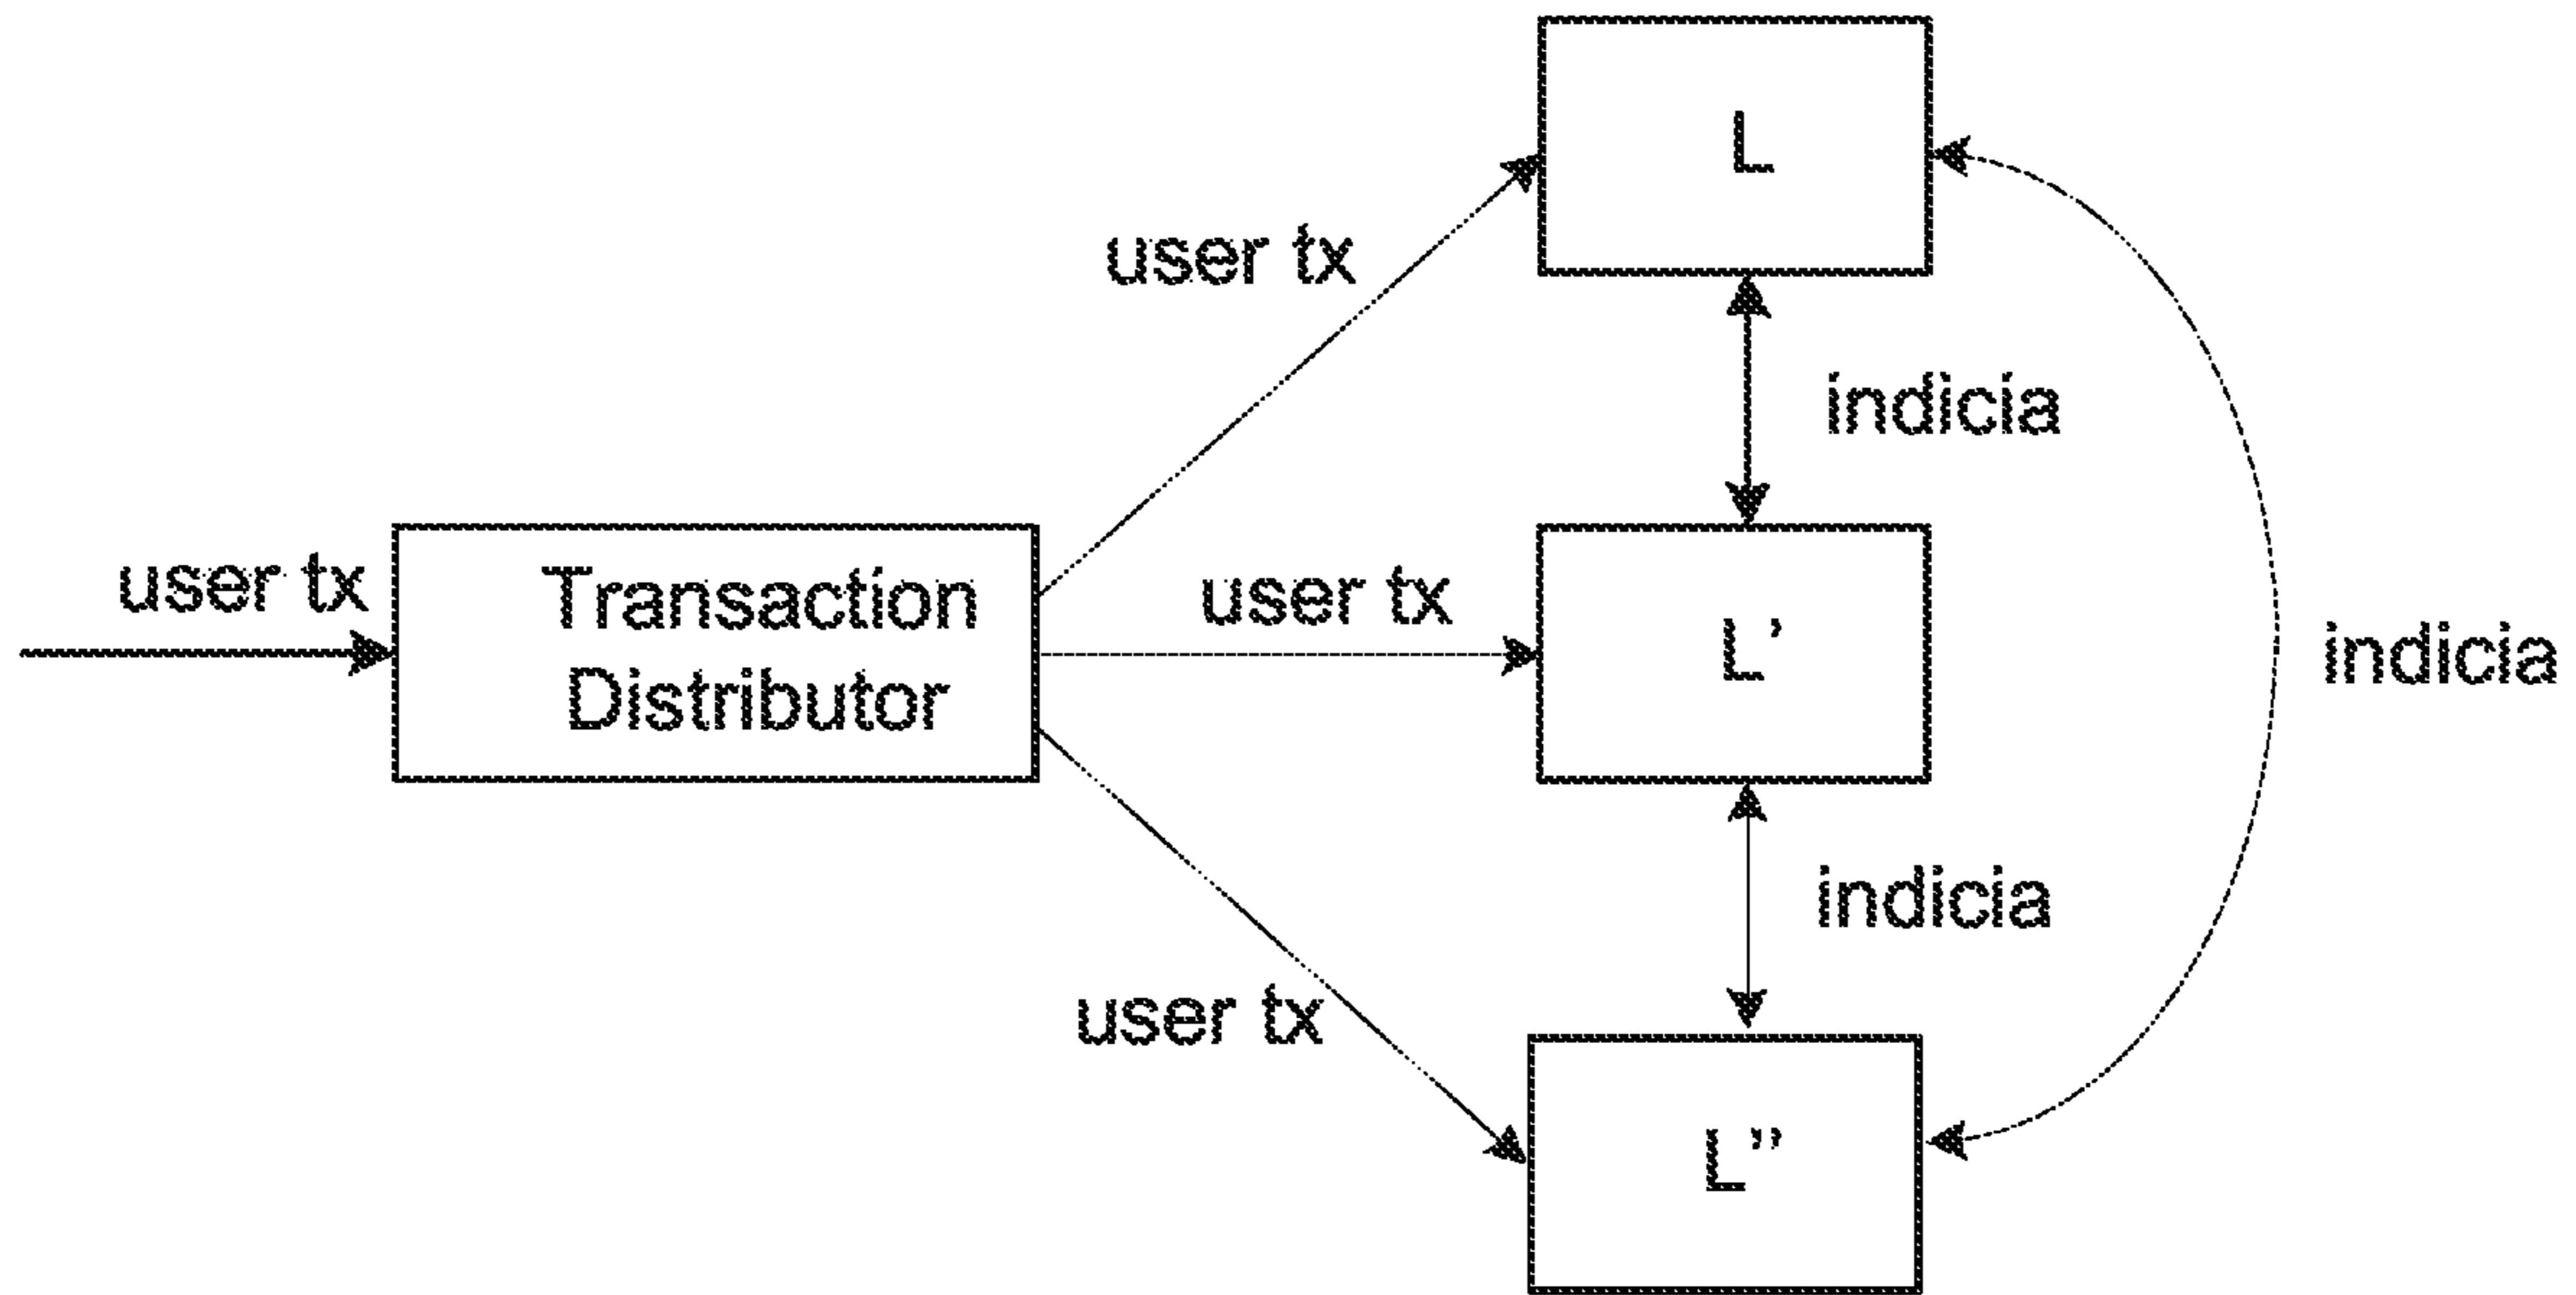 L
user tx
indicia
user tx
Transaction
Distributor
user tx
L’
indicia
indicia
user tx
L”